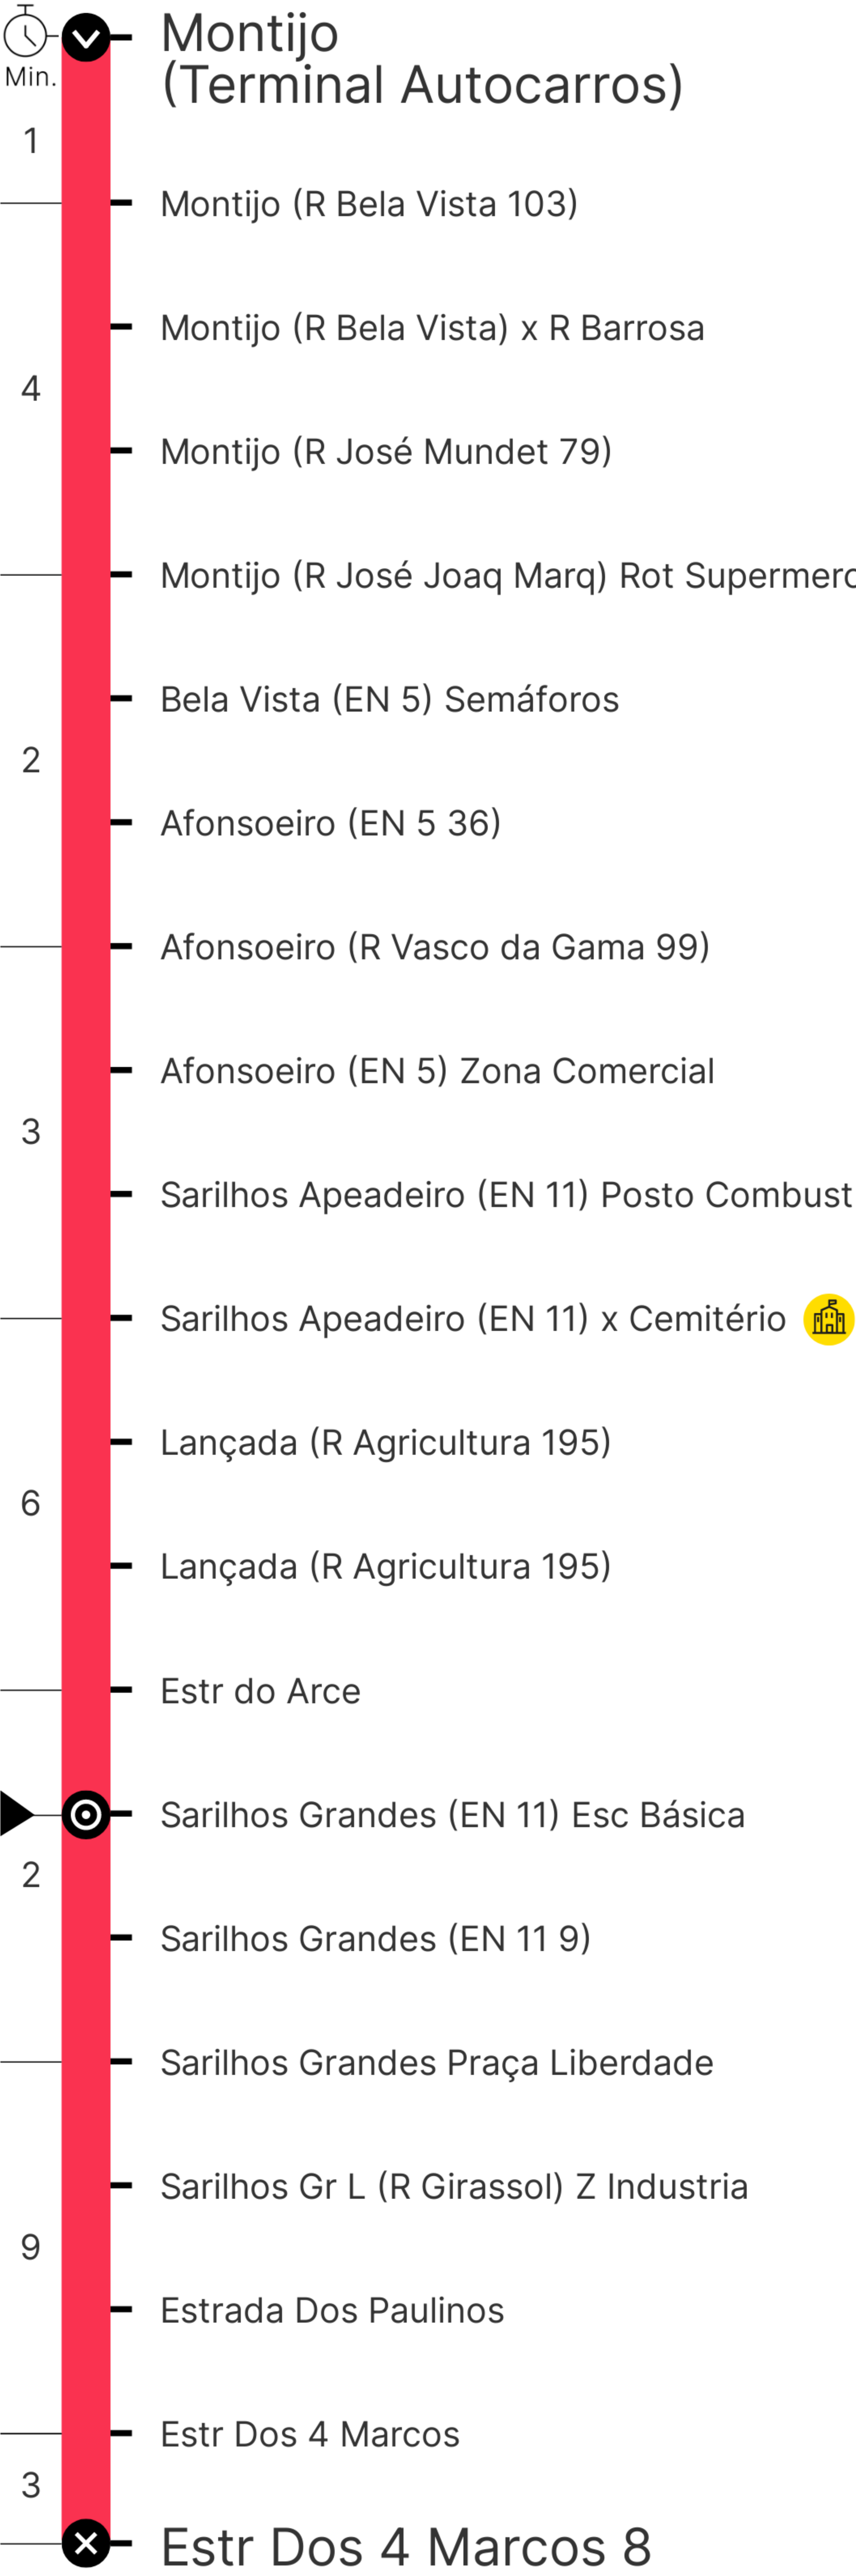 Montijo
(Terminal Autocarros)
Min.
1
Montijo (R Bela Vista 103)
Montijo (R Bela Vista) x R Barrosa
4
Montijo (R José Mundet 79)
Montijo (R José Joaq Marq) Rot Supermerc
Bela Vista (EN 5) Semáforos
2
Afonsoeiro (EN 5 36)
Afonsoeiro (R Vasco da Gama 99)
Afonsoeiro (EN 5) Zona Comercial
3
Sarilhos Apeadeiro (EN 11) Posto Combust
Sarilhos Apeadeiro (EN 11) x Cemitério
Lançada (R Agricultura 195)
6
Lançada (R Agricultura 195)
Estr do Arce
Sarilhos Grandes (EN 11) Esc Básica
2
Sarilhos Grandes (EN 11 9)
Sarilhos Grandes Praça Liberdade
Sarilhos Gr L (R Girassol) Z Industria
9
Estrada Dos Paulinos
Estr Dos 4 Marcos
3
Estr Dos 4 Marcos 8